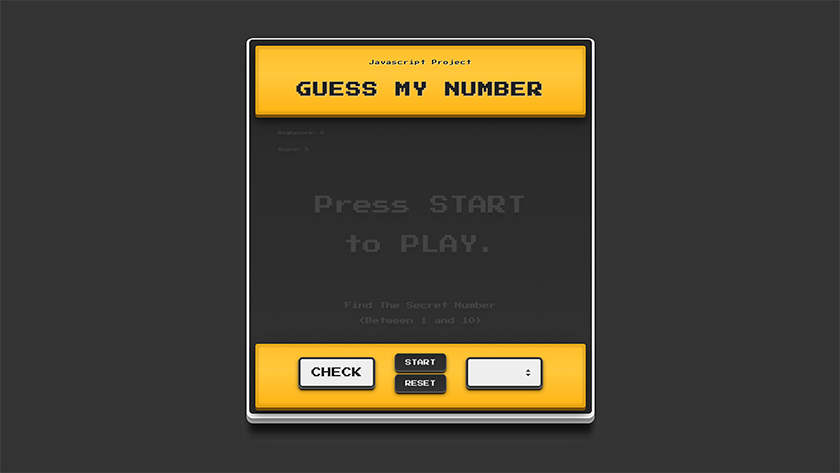 Javascript Project
GUESS MY NUMBER
Highscore: 0
Score: 0
Press START
to PLAY.
Find The Secret Number
(Between 1 and 10)
CHECK
START
RESET